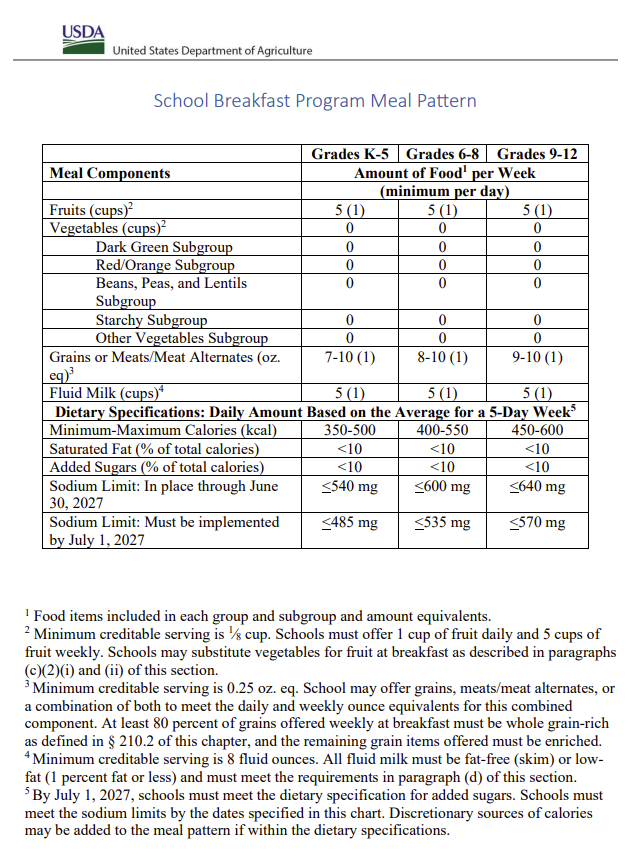 USDA
United States Department of Agriculture
School Breakfast Program Meal Pattern
Grades K-5 Grades 6-8 Grades 9-12
Meal Components Amount of Food¹ per Week
(minimum per day)
Fruits (cups)² 5 (1) 5 (1) 5 (1)
Vegetables (cups)² 0 0 0
Dark Green Subgroup 0 0 0
Red/Orange Subgroup 0 0 0
Beans, Peas, and Lentils 0 0 0
Subgroup
Starchy Subgroup 0 0 0
Other Vegetables Subgroup 0 0 0
Grains or Meats/Meat Alternates (oz. 7-10 (1) 8-10 (1) 9-10 (1)
eq)³
Fluid Milk (cups)⁴ 5 (1) 5 (1) 5 (1)
Dietary Specifications: Daily Amount Based on the Average for a 5-Day Week⁵
Minimum-Maximum Calories (kcal) 350-500 400-550 450-600
Saturated Fat (% of total calories) <10 <10 <10
Added Sugars (% of total calories) <10 <10 <10
Sodium Limit: In place through June ≤540 mg ≤600 mg ≤640 mg
30, 2027
Sodium Limit: Must be implemented ≤485 mg ≤535 mg ≤570 mg
by July 1, 2027
¹ Food items included in each group and subgroup and amount equivalents.
² Minimum creditable serving is ⅛ cup. Schools must offer 1 cup of fruit daily and 5 cups of
fruit weekly. Schools may substitute vegetables for fruit at breakfast as described in paragraphs
(c)(2)(i) and (ii) of this section.
³ Minimum creditable serving is 0.25 oz. eq. School may offer grains, meats/meat alternates, or
a combination of both to meet the daily and weekly ounce equivalents for this combined
component. At least 80 percent of grains offered weekly at breakfast must be whole grain-rich
as defined in § 210.2 of this chapter, and the remaining grain items offered must be enriched.
⁴ Minimum creditable serving is 8 fluid ounces. All fluid milk must be fat-free (skim) or low-
fat (1 percent fat or less) and must meet the requirements in paragraph (d) of this section.
⁵ By July 1, 2027, schools must meet the dietary specification for added sugars. Schools must
meet the sodium limits by the dates specified in this chart. Discretionary sources of calories
may be added to the meal pattern if within the dietary specifications.